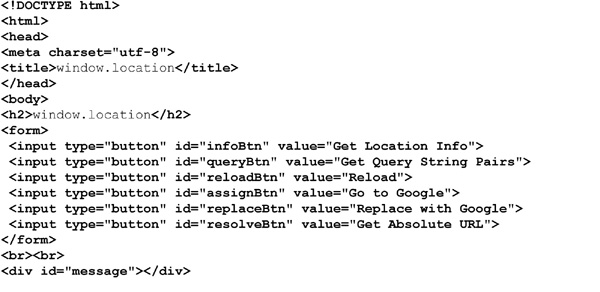 <!DOCTYPE html>
<html>
<head>
<meta charset="utf-8">
<title>window.location</title>
</head>
<body>
<h2>window.location</h2>
<form>
<input type="button" id="infoBtn" value="Get Location Info">
<input type="button" id="queryBtn" value="Get Query String Pairs">
<input type="button" id="reloadBtn" value="Reload">
<input type="button" id="assignBtn" value="Go to Google">
<input type="button" id="replaceBtn" value="Replace with Google">
<input type="button" id="resolveBtn" value="Get Absolute URL">
</form>
<br><br>
<div id="message"></div>